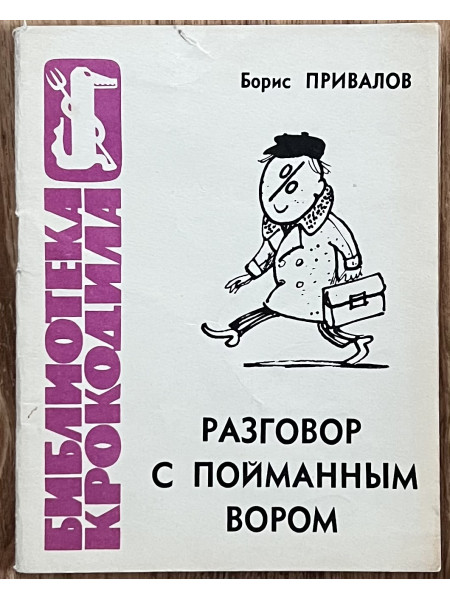 БИБЛИОТЕКА
КРОКОДИЛА
Борис ПРИВАЛОВ
%
РАЗГОВОР
С ПОЙМАННЫМ
ВОРОМ